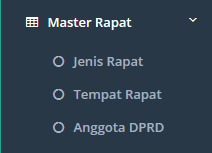 Master Rapat
Jenis Rapat
Tempat Rapat
Anggota DPRD